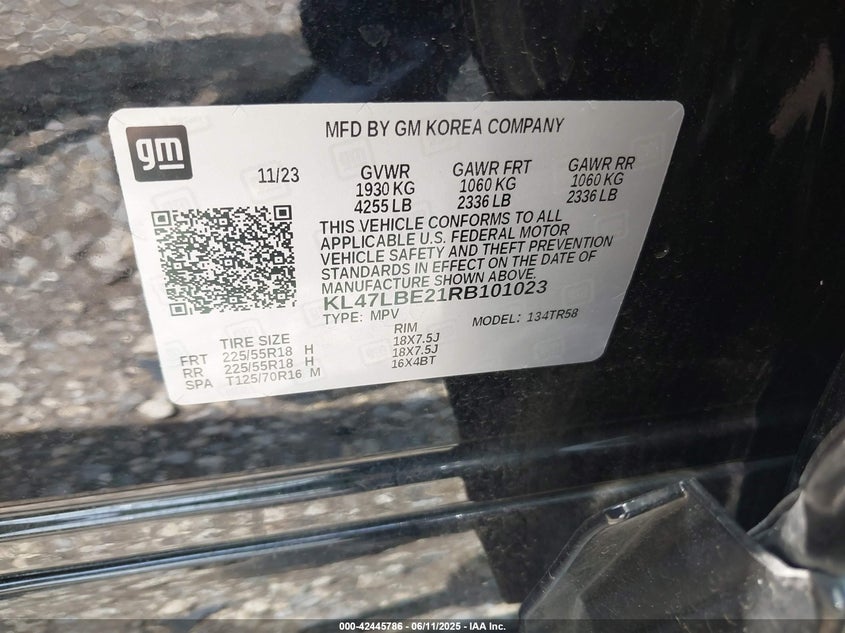 gm
MFD BY GM KOREA COMPANY
11/23
GVWR
1930 KG
4255 LB
GAWR FRT
1060 KG
2336 LB
GAWR RR
1060 KG
2336 LB
THIS VEHICLE CONFORMS TO ALL
APPLICABLE U.S. FEDERAL MOTOR
VEHICLE SAFETY AND THEFT PREVENTION
STANDARDS IN EFFECT ON THE DATE OF
MANUFACTURE SHOWN ABOVE.
KL47LBE21RB101023
TYPE: MPV MODEL: 134TR58
TIRE SIZE RIM
FRT 225/55R18 H 18X7.5J
RR 225/55R18 H 18X7.5J
SPA T125/70R16 M 16X4BT
000-42445786 - 06/11/2025 - IAA Inc.